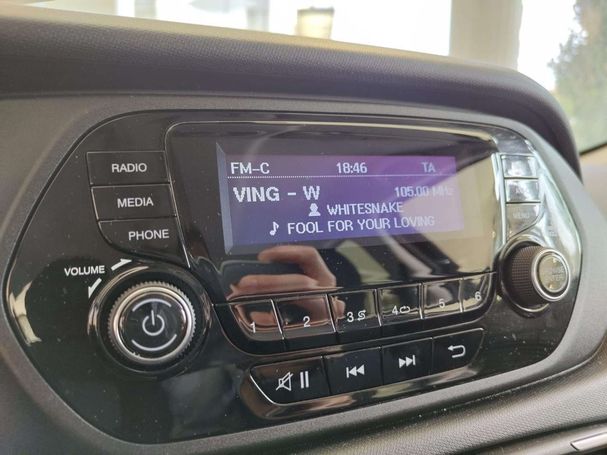 FM-C 18:46 TA
VING - W 105.00 MHz
WHITESNAKE
FOOL FOR YOUR LOVING
RADIO
MEDIA
PHONE
VOLUME
MENU
1 2 3 4 5 6